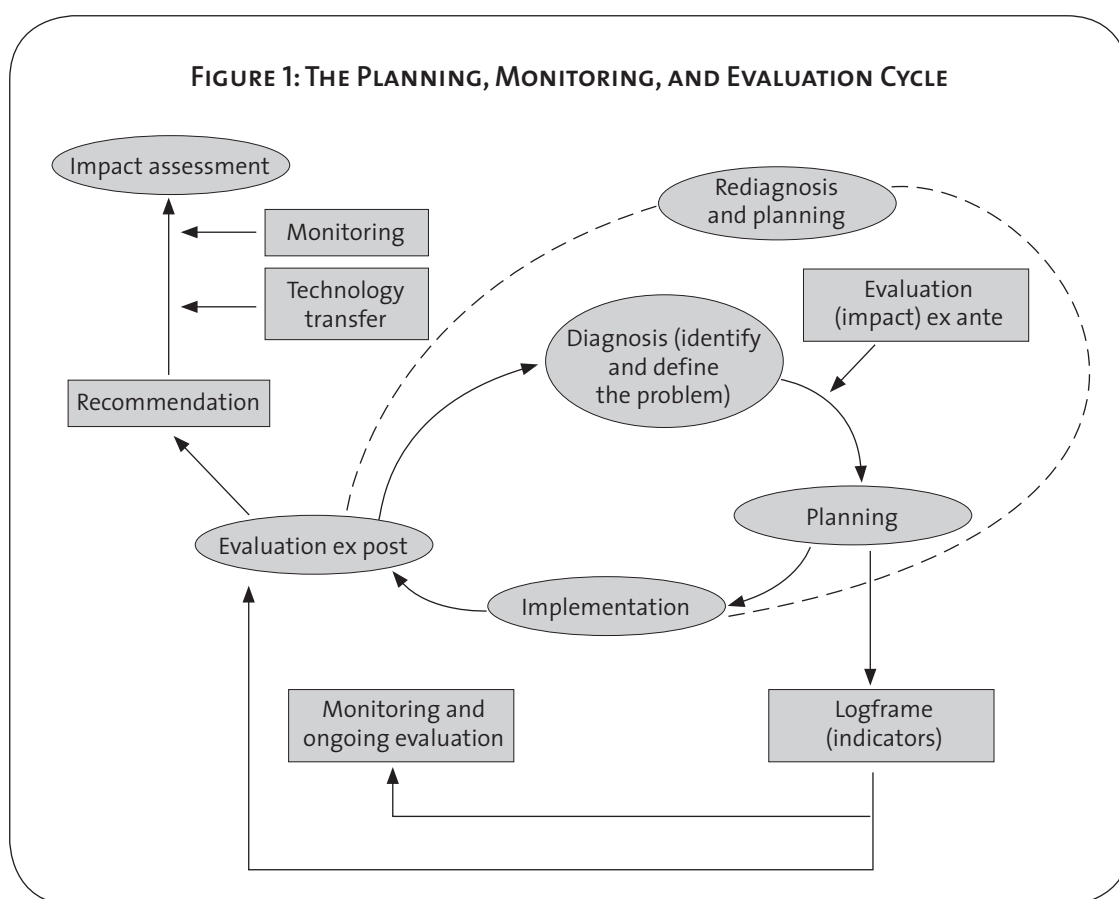 FIGURE 1: THE PLANNING, MONITORING, AND EVALUATION CYCLE
Impact assessment
Monitoring
Technology
transfer
Recommendation
Rediagnosis
and planning
Evaluation
(impact) ex ante
Diagnosis (identify
and define
the problem)
Planning
Evaluation ex post
Implementation
Monitoring and
ongoing evaluation
Logframe
(indicators)